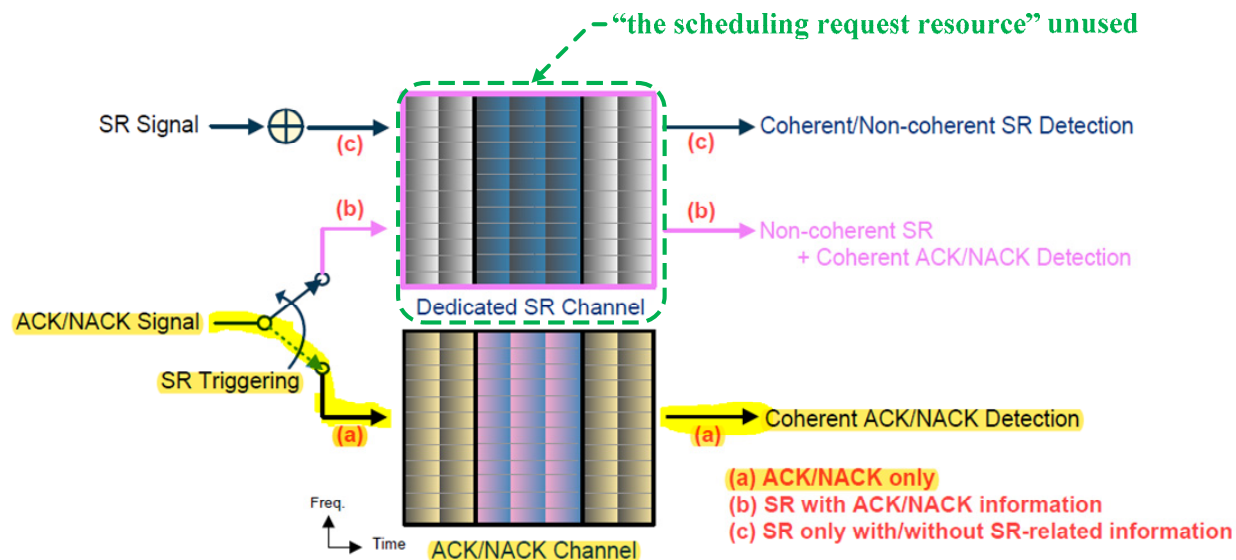 “the scheduling request resource” unused
SR Signal
(c)
(c)
Coherent/Non-coherent SR Detection
(b)
(b)
Non-coherent SR
+ Coherent ACK/NACK Detection
Dedicated SR Channel
ACK/NACK Signal
SR Triggering
(a)
(a)
Coherent ACK/NACK Detection
(a) ACK/NACK only
(b) SR with ACK/NACK information
(c) SR only with/without SR-related information
Freq.
Time
ACK/NACK Channel